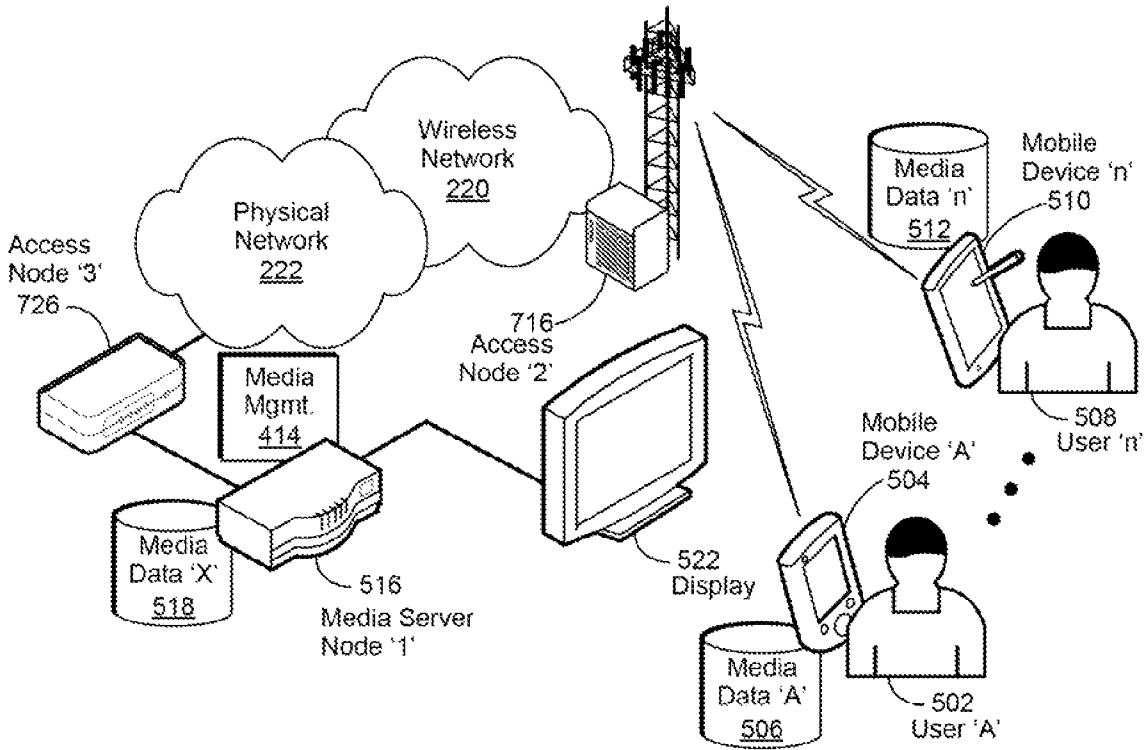 Wireless
Network
220
Physical
Network
222
Access
Node '3'
726
Media
Data 'n'
512
Mobile
Device 'n'
510
716
Access
Node '2'
Media
Mgmt.
414
508
User 'n'
Mobile
Device 'A'
504
Media
Data 'X'
518
516
Media Server
Node '1'
522
Display
Media
Data 'A'
506
502
User 'A'